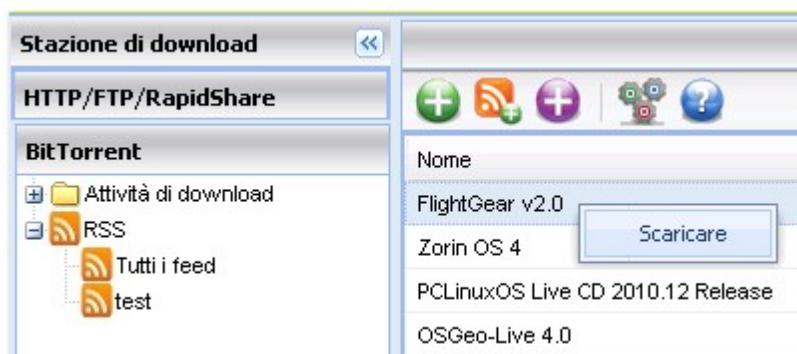 Stazione di download
HTTP/FTP/RapidShare
BitTorrent
Attività di download
RSS
Tutti i feed
test
Nome
FlightGear v2.0
Scaricare
Zorin OS 4
PCLinuxOS Live CD 2010.12 Release
OSGeo-Live 4.0